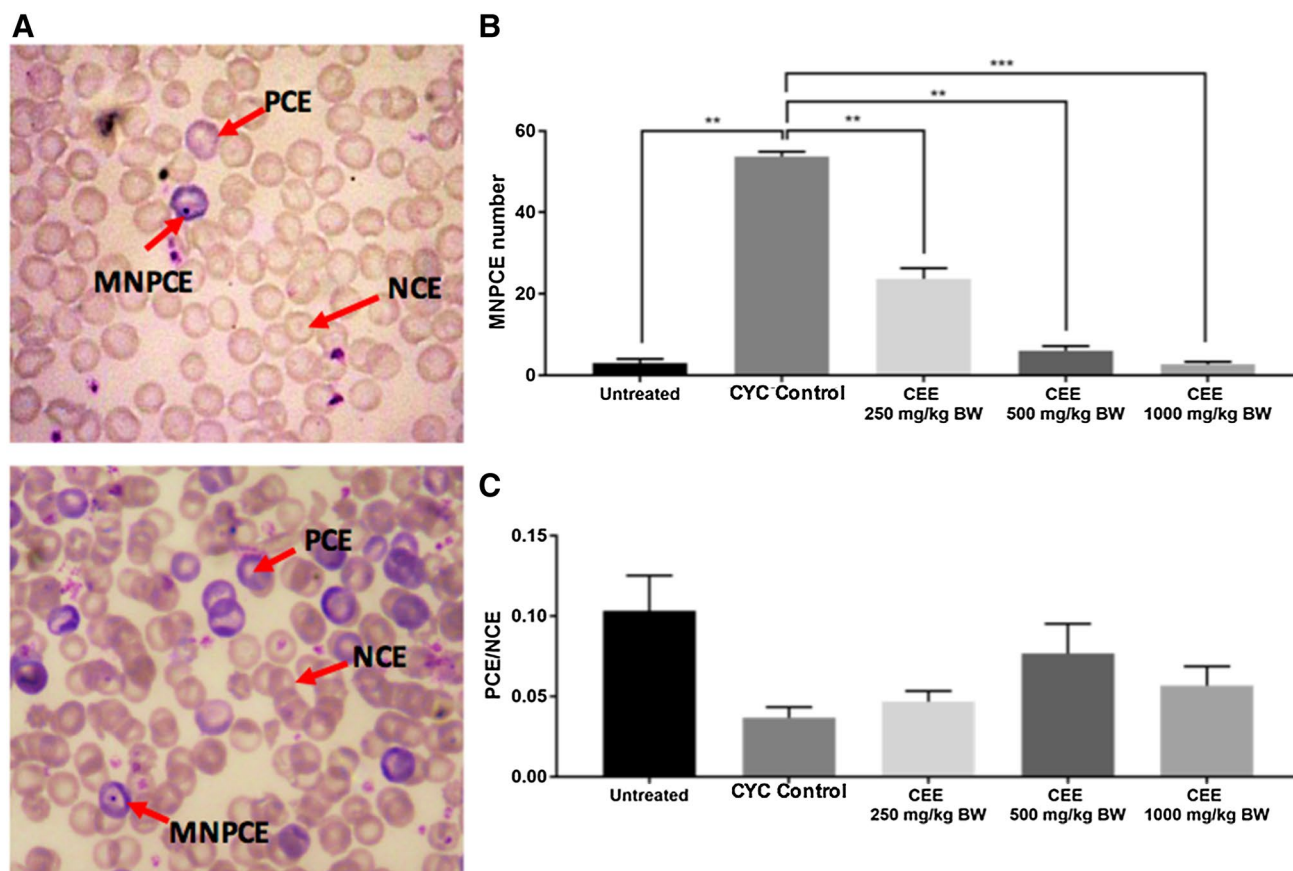 A
PCE
MNPCE
NCE
PCE
NCE
MNPCE
B
***
**
**
**
MNPCE number
60
40
20
0
Untreated
CYC-Control
CEE
250 mg/kg BW
CEE
500 mg/kg BW
CEE
1000 mg/kg BW
C
PCE/NCE
0.15
0.10
0.05
0.00
Untreated
CYC Control
CEE
250 mg/kg BW
CEE
500 mg/kg BW
CEE
1000 mg/kg BW